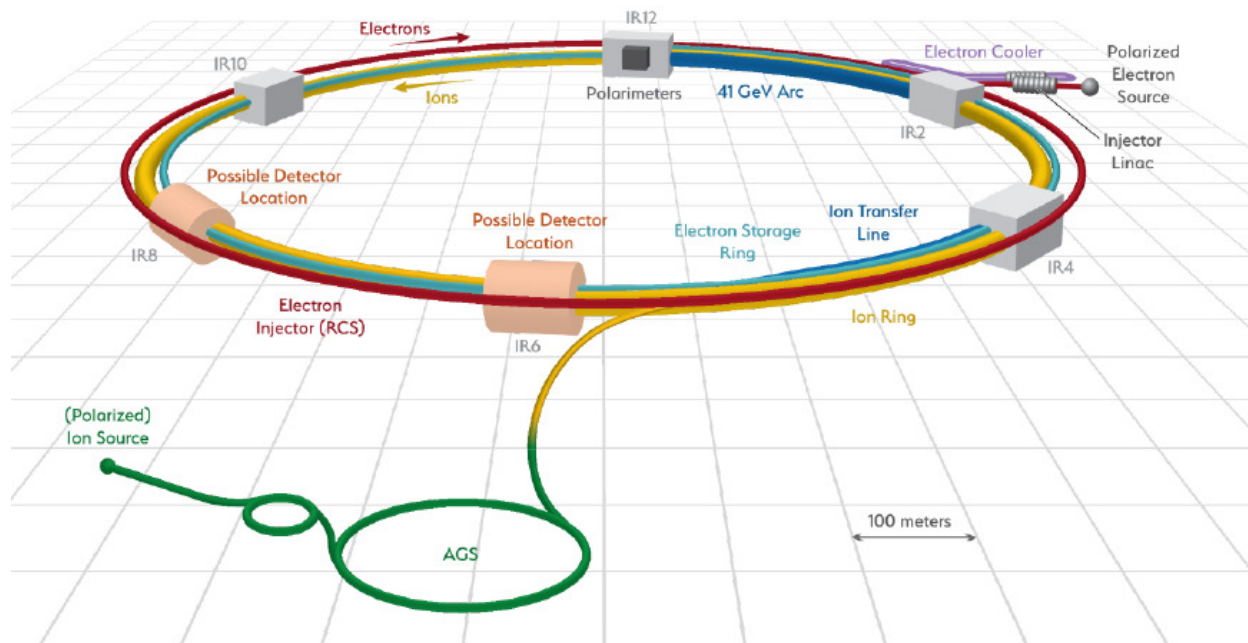 IR12
Electrons
IR10
Electron Cooler
Polarized
Electron
Source
Ions
Polarimeters
41 GeV Arc
IR2
Injector
Linac
Possible Detector
Location
Possible Detector
Location
Ion Transfer
Line
Electron Storage
Ring
IR8
IR4
Electron
Injector (RCS)
Ion Ring
IR6
(Polarized)
Ion Source
100 meters
AGS